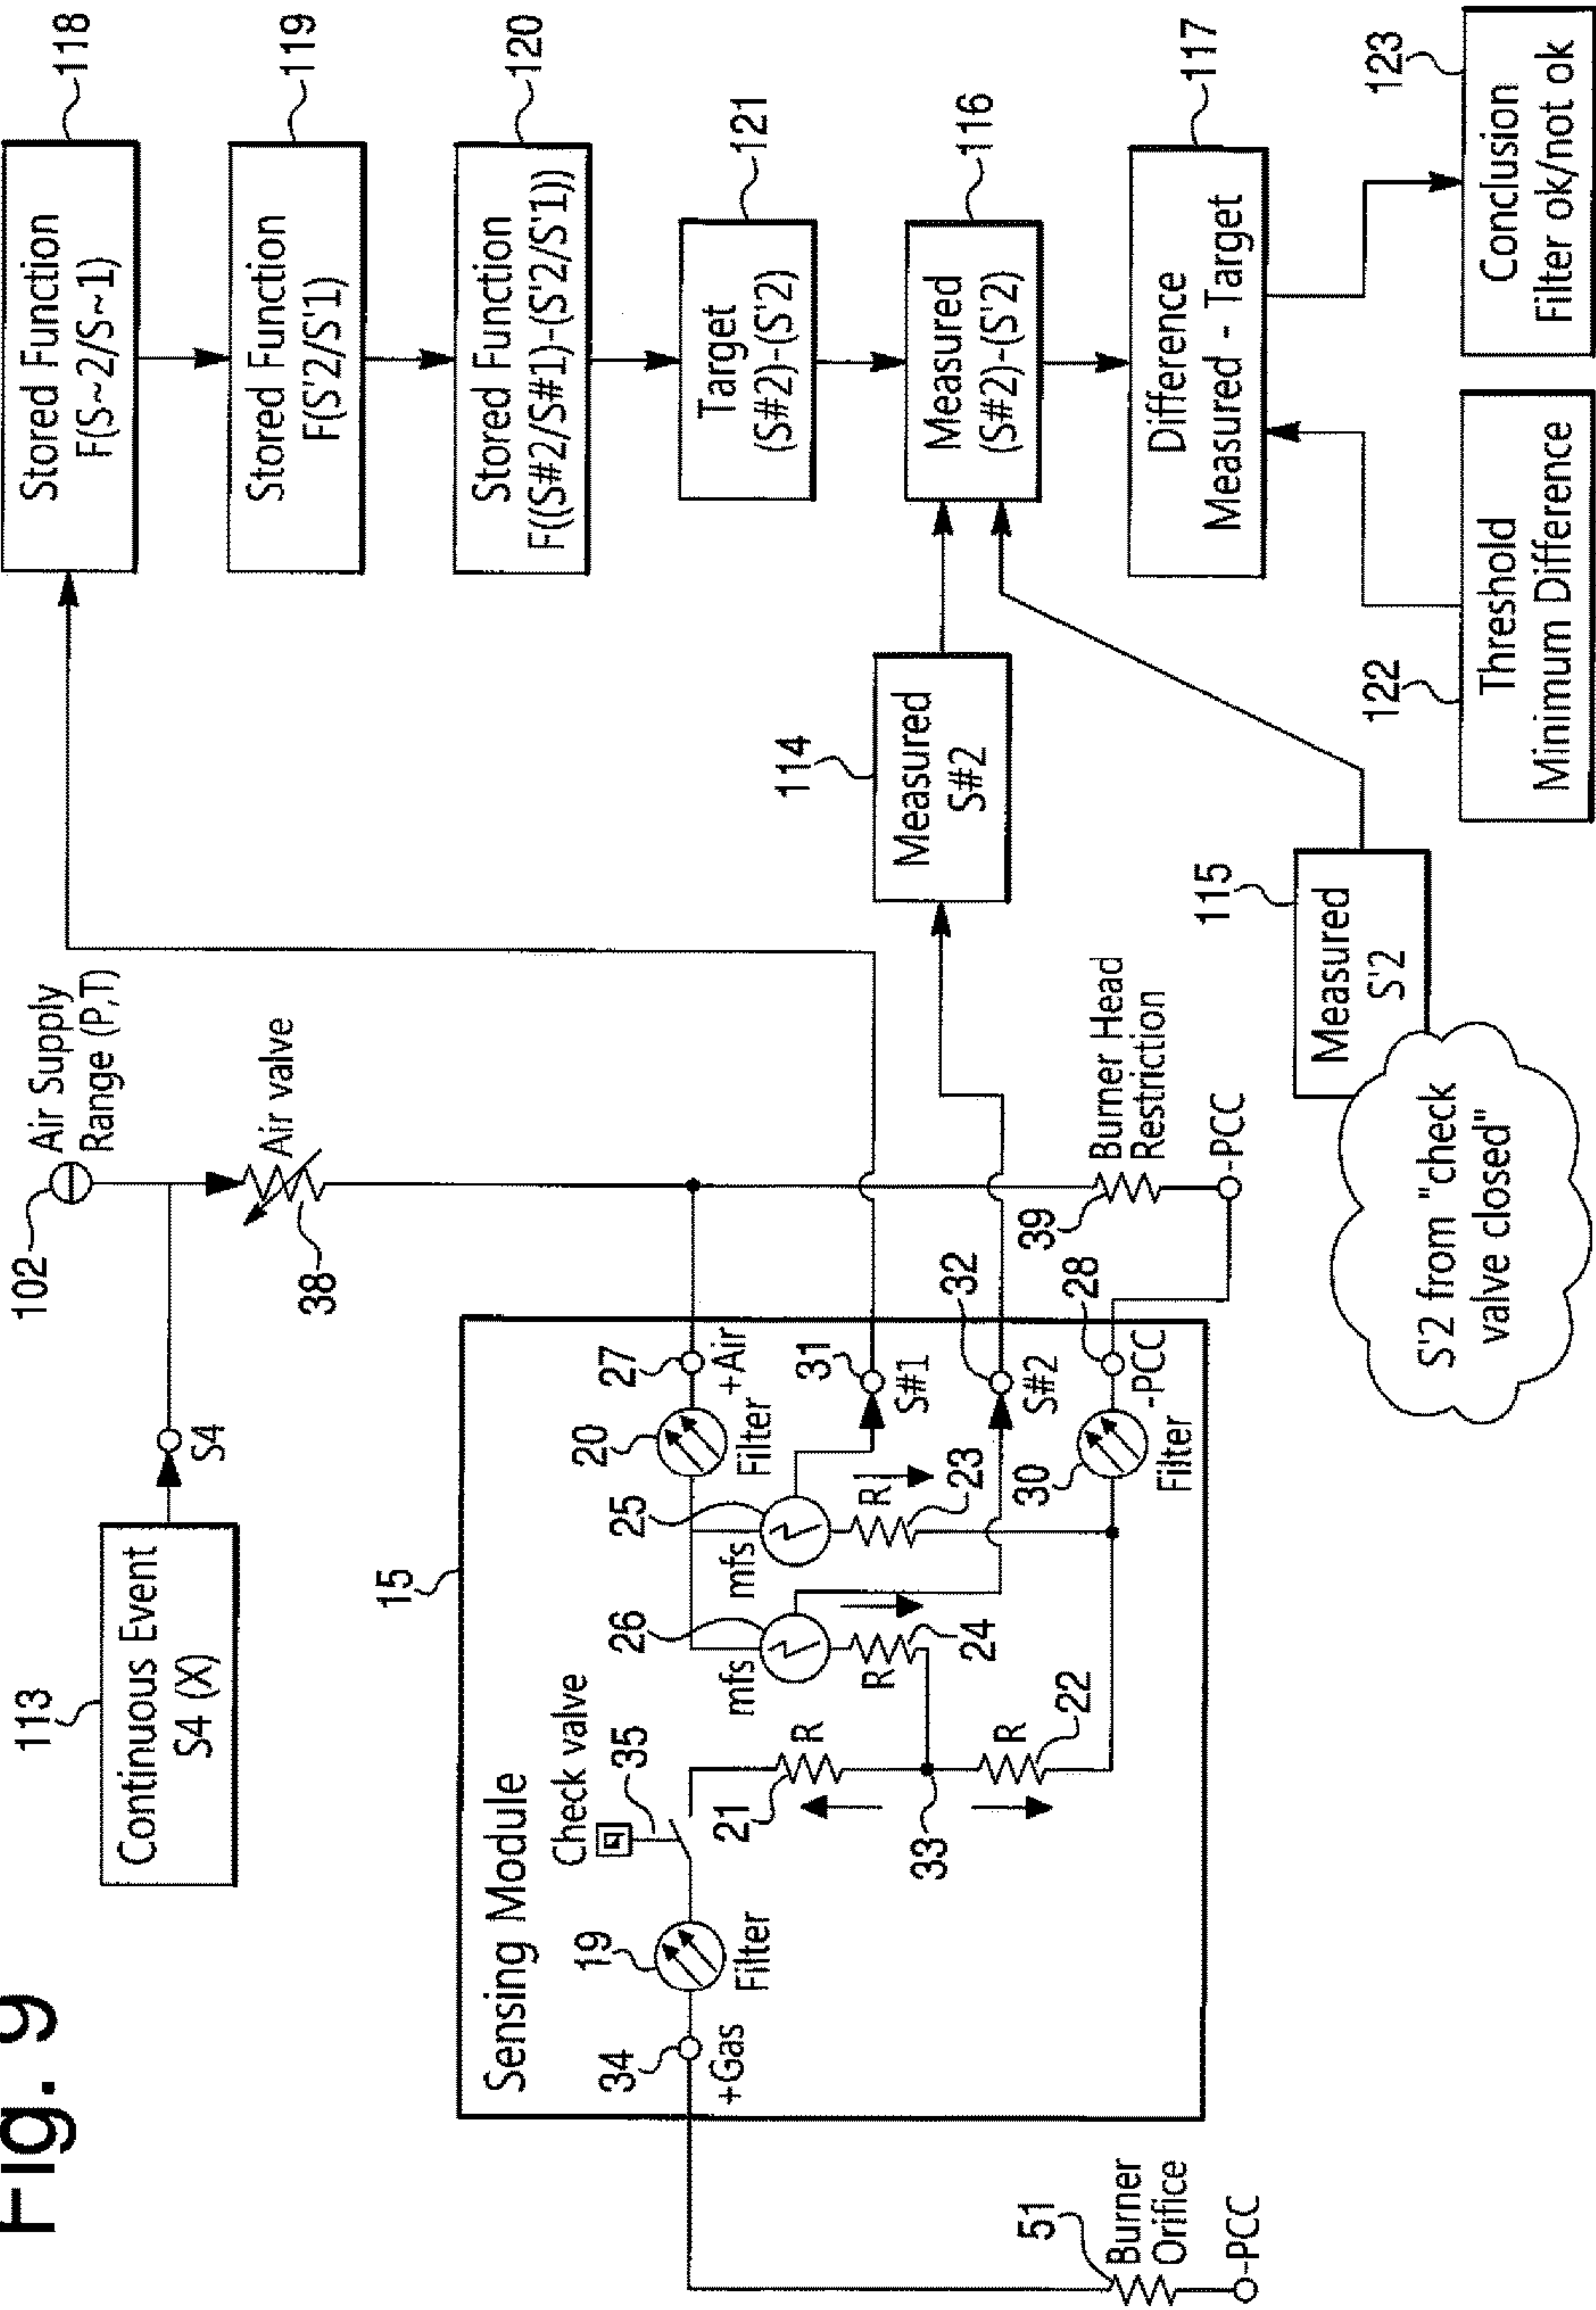 Fig. 9
113
Continuous Event
S4 (X)
S4
102
Air Supply
Range (P,T)
Air valve
38
118
Stored Function
F(S~2/S~1)
119
Stored Function
F(S'2/S'1)
120
Stored Function
F((S#2/S#1)-(S'2/S'1))
121
Target
(S#2)-(S'2)
116
Measured
(S#2)-(S'2)
117
Difference
Measured - Target
123
Conclusion
Filter ok/not ok
122
Threshold
Minimum Difference
114
Measured
S#2
115
Measured
S'2
S'2 from "check
valve closed"
15
Sensing Module
34
+Gas
19
Filter
Check valve
35
21
R
33
R
22
26
mfs
R
24
25
mfs
R
23
20
Filter
27
+Air
31
S#1
32
S#2
30
Filter
28
-PCC
39
Burner Head
Restriction
-PCC
51
Burner
Orifice
-PCC